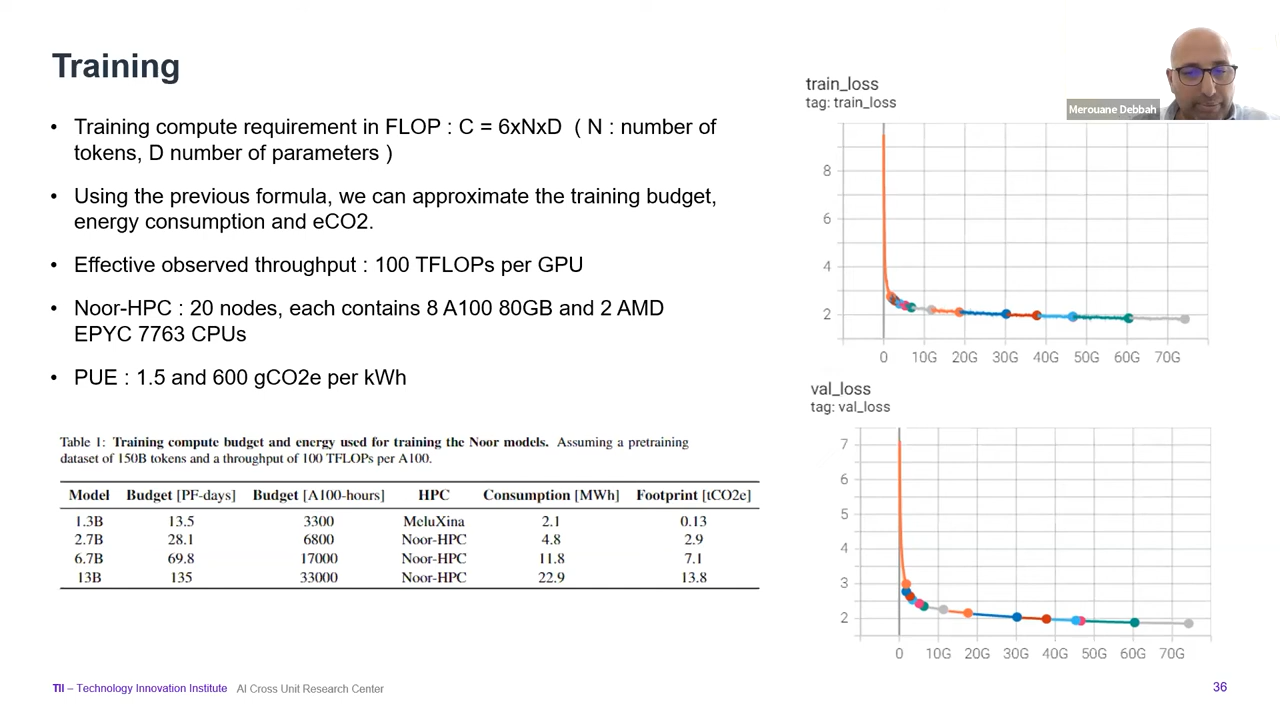 Training
• Training compute requirement in FLOP : C = 6xNxD ( N : number of
tokens, D number of parameters )
• Using the previous formula, we can approximate the training budget,
energy consumption and eCO2.
• Effective observed throughput : 100 TFLOPs per GPU
• Noor-HPC : 20 nodes, each contains 8 A100 80GB and 2 AMD
EPYC 7763 CPUs
• PUE : 1.5 and 600 gCO2e per kWh
Table 1: Training compute budget and energy used for training the Noor models. Assuming a pretraining
dataset of 150B tokens and a throughput of 100 TFLOPs per A100.
Model Budget [PF-days] Budget [A100-hours] HPC Consumption [MWh] Footprint [tCO2e]
1.3B 13.5 3300 MeluXina 2.1 0.13
2.7B 28.1 6800 Noor-HPC 4.8 2.9
6.7B 69.8 17000 Noor-HPC 11.8 7.1
13B 135 33000 Noor-HPC 22.9 13.8
train_loss
tag: train_loss
Merouane Debbah
8
6
4
2
0 10G 20G 30G 40G 50G 60G 70G
val_loss
tag: val_loss
7
6
5
4
3
2
0 10G 20G 30G 40G 50G 60G 70G
TII – Technology Innovation Institute AI Cross Unit Research Center
36